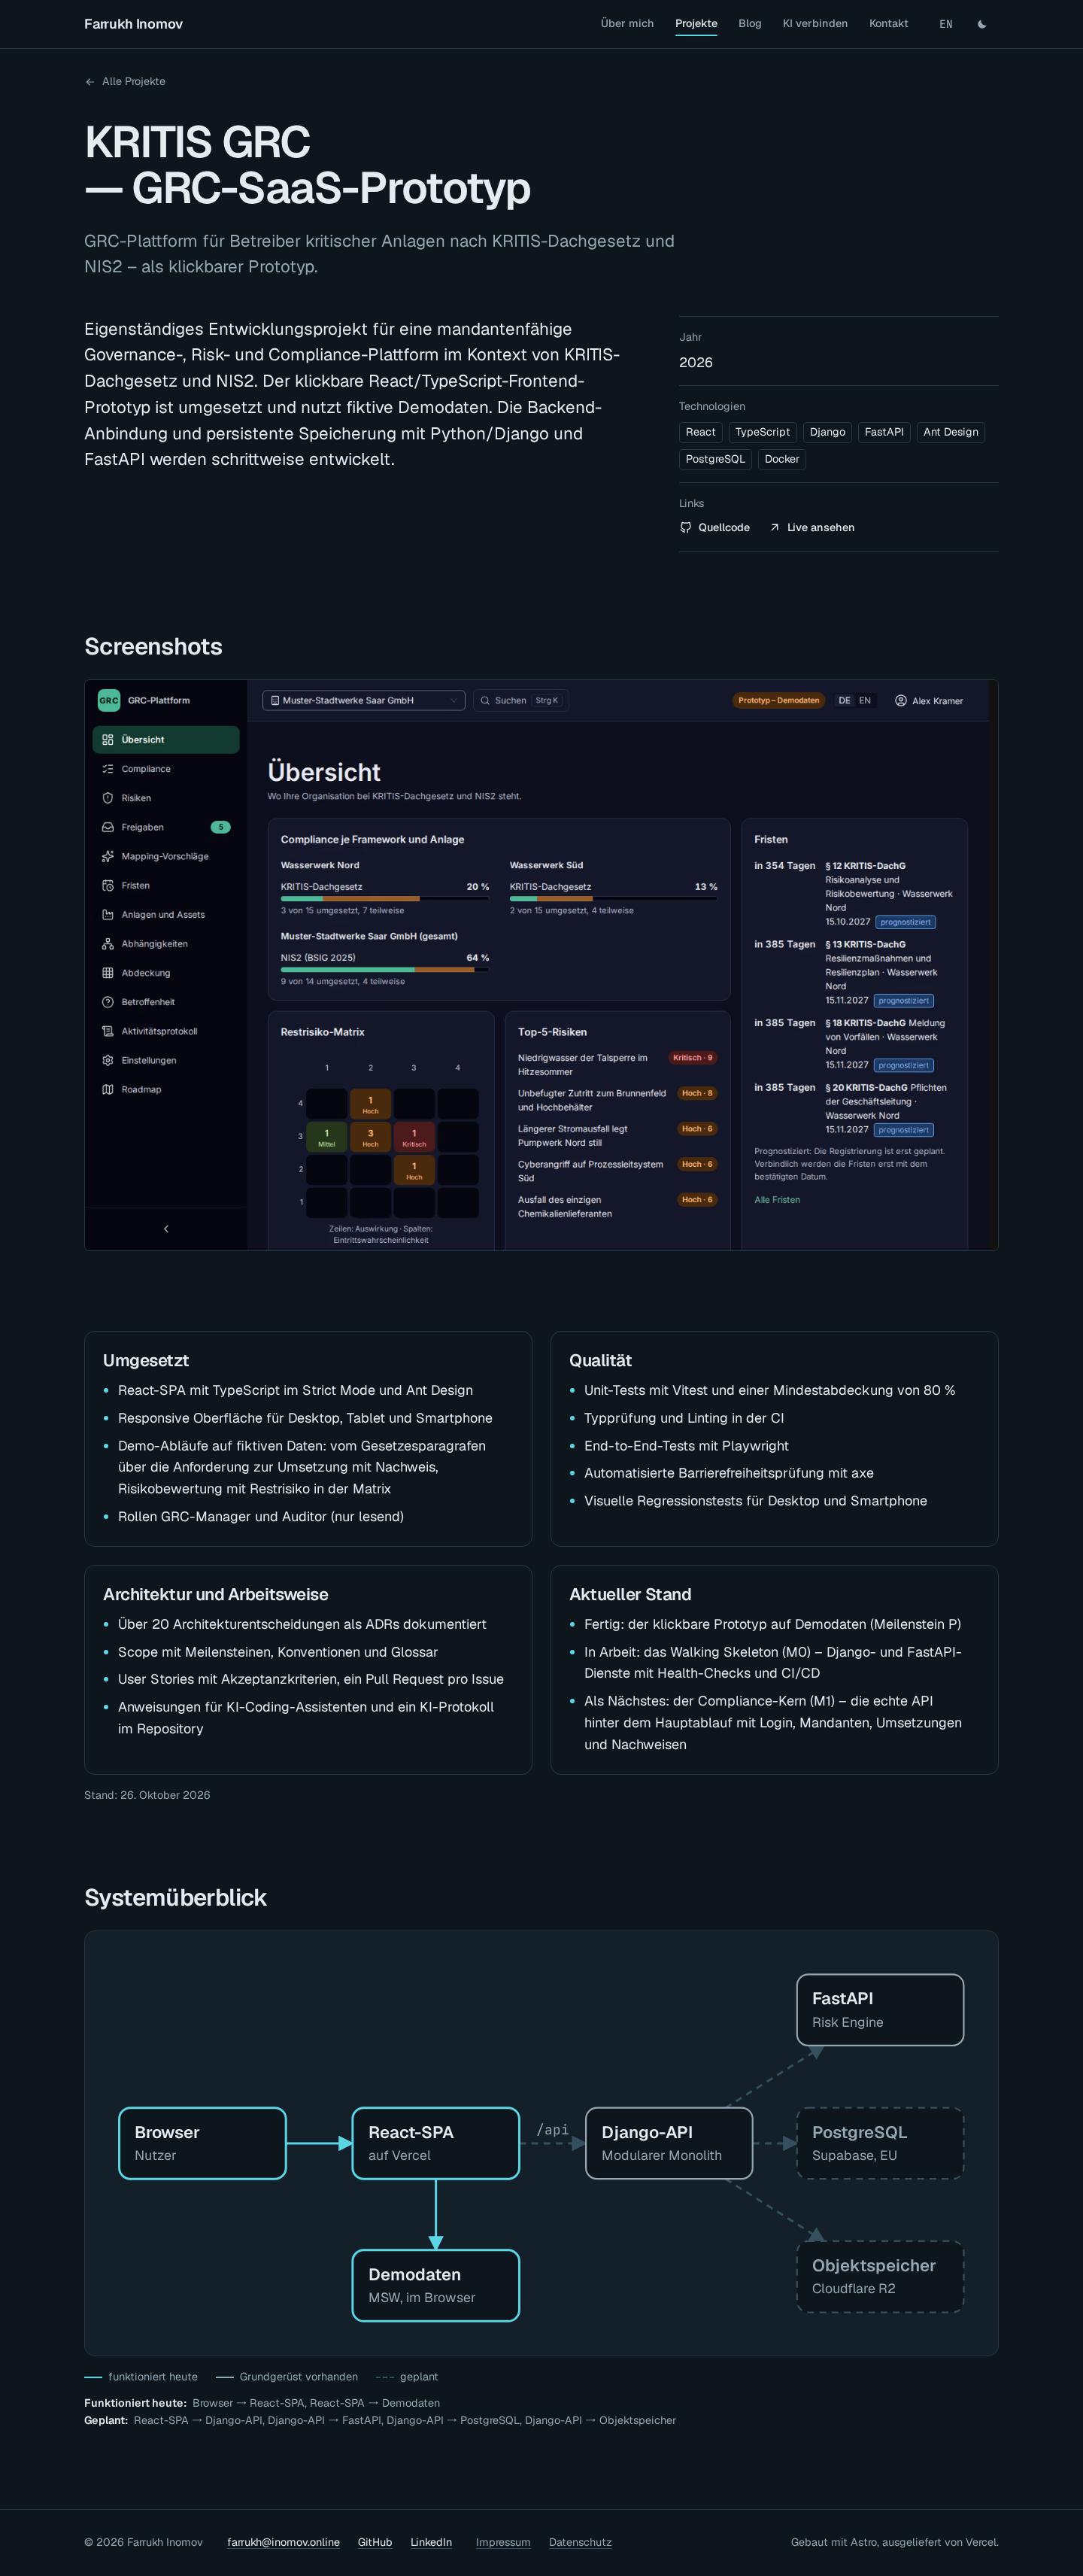 Farrukh Inomov
Über mich Projekte Blog KI verbinden Kontakt EN
Alle Projekte
KRITIS GRC
— GRC-SaaS-Prototyp
GRC-Plattform für Betreiber kritischer Anlagen nach KRITIS-Dachgesetz und
NIS2 – als klickbarer Prototyp.
Eigenständiges Entwicklungsprojekt für eine mandantenfähige
Governance-, Risk- und Compliance-Plattform im Kontext von KRITIS-
Dachgesetz und NIS2. Der klickbare React/TypeScript-Frontend-
Prototyp ist umgesetzt und nutzt fiktive Demodaten. Die Backend-
Anbindung und persistente Speicherung mit Python/Django und
FastAPI werden schrittweise entwickelt.
Jahr
2026
Technologien
React TypeScript Django FastAPI Ant Design
PostgreSQL Docker
Links
Quellcode Live ansehen
Screenshots
GRC GRC-Plattform
Übersicht
Compliance
Risiken
Freigaben 5
Mapping-Vorschläge
Fristen
Anlagen und Assets
Abhängigkeiten
Abdeckung
Betroffenheit
Aktivitätsprotokoll
Einstellungen
Roadmap
Muster-Stadtwerke Saar GmbH Suchen Strg K Prototyp – Demodaten DE EN Alex Kramer
Übersicht
Wo Ihre Organisation bei KRITIS-Dachgesetz und NIS2 steht.
Compliance je Framework und Anlage
Wasserwerk Nord
KRITIS-Dachgesetz 20 %
3 von 15 umgesetzt, 7 teilweise
Wasserwerk Süd
KRITIS-Dachgesetz 13 %
2 von 15 umgesetzt, 4 teilweise
Muster-Stadtwerke Saar GmbH (gesamt)
NIS2 (BSIG 2025) 64 %
9 von 14 umgesetzt, 4 teilweise
Restrisiko-Matrix
1 2 3 4
4 1
Hoch
3 1 3 1
Mittel Hoch Kritisch
2 1
Hoch
1
Zeilen: Auswirkung · Spalten:
Eintrittswahrscheinlichkeit
Top-5-Risiken
Niedrigwasser der Talsperre im Kritisch · 9
Hitzesommer
Unbefugter Zutritt zum Brunnenfeld Hoch · 8
und Hochbehälter
Längerer Stromausfall legt Hoch · 6
Pumpwerk Nord still
Cyberangriff auf Prozessleitsystem Hoch · 6
Süd
Ausfall des einzigen Hoch · 6
Chemikalienlieferanten
Fristen
in 354 Tagen § 12 KRITIS-DachG
Risikoanalyse und
Risikobewertung · Wasserwerk
Nord
15.10.2027 prognostiziert
in 385 Tagen § 13 KRITIS-DachG
Resilienzmaßnahmen und
Resilienzplan · Wasserwerk
Nord
15.11.2027 prognostiziert
in 385 Tagen § 18 KRITIS-DachG Meldung
von Vorfällen · Wasserwerk
Nord
15.11.2027 prognostiziert
in 385 Tagen § 20 KRITIS-DachG Pflichten
der Geschäftsleitung ·
Wasserwerk Nord
15.11.2027 prognostiziert
Prognostiziert: Die Registrierung ist erst geplant.
Verbindlich werden die Fristen erst mit dem
bestätigten Datum.
Alle Fristen
Umgesetzt
React-SPA mit TypeScript im Strict Mode und Ant Design
Responsive Oberfläche für Desktop, Tablet und Smartphone
Demo-Abläufe auf fiktiven Daten: vom Gesetzesparagrafen
über die Anforderung zur Umsetzung mit Nachweis,
Risikobewertung mit Restrisiko in der Matrix
Rollen GRC-Manager und Auditor (nur lesend)
Qualität
Unit-Tests mit Vitest und einer Mindestabdeckung von 80 %
Typprüfung und Linting in der CI
End-to-End-Tests mit Playwright
Automatisierte Barrierefreiheitsprüfung mit axe
Visuelle Regressionstests für Desktop und Smartphone
Architektur und Arbeitsweise
Über 20 Architekturentscheidungen als ADRs dokumentiert
Scope mit Meilensteinen, Konventionen und Glossar
User Stories mit Akzeptanzkriterien, ein Pull Request pro Issue
Anweisungen für KI-Coding-Assistenten und ein KI-Protokoll
im Repository
Aktueller Stand
Fertig: der klickbare Prototyp auf Demodaten (Meilenstein P)
In Arbeit: das Walking Skeleton (M0) – Django- und FastAPI-
Dienste mit Health-Checks und CI/CD
Als Nächstes: der Compliance-Kern (M1) – die echte API
hinter dem Hauptablauf mit Login, Mandanten, Umsetzungen
und Nachweisen
Stand: 26. Oktober 2026
Systemüberblick
FastAPI
Risk Engine
Browser
Nutzer
React-SPA
auf Vercel
/api
Django-API
Modularer Monolith
PostgreSQL
Supabase, EU
Demodaten
MSW, im Browser
Objektspeicher
Cloudflare R2
funktioniert heute Grundgerüst vorhanden geplant
Funktioniert heute: Browser → React-SPA, React-SPA → Demodaten
Geplant: React-SPA → Django-API, Django-API → FastAPI, Django-API → PostgreSQL, Django-API → Objektspeicher
© 2026 Farrukh Inomov farrukh@inomov.online GitHub LinkedIn Impressum Datenschutz Gebaut mit Astro, ausgeliefert von Vercel.